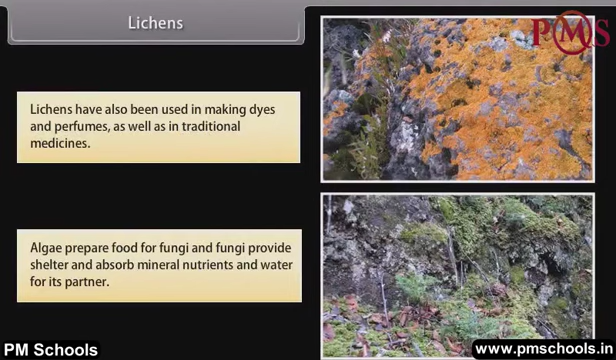 Lichens
PMS
Lichens have also been used in making dyes
and perfumes, as well as in traditional
medicines.
Algae prepare food for fungi and fungi provide
shelter and absorb mineral nutrients and water
for its partner.
PM Schools
www.pmschools.in